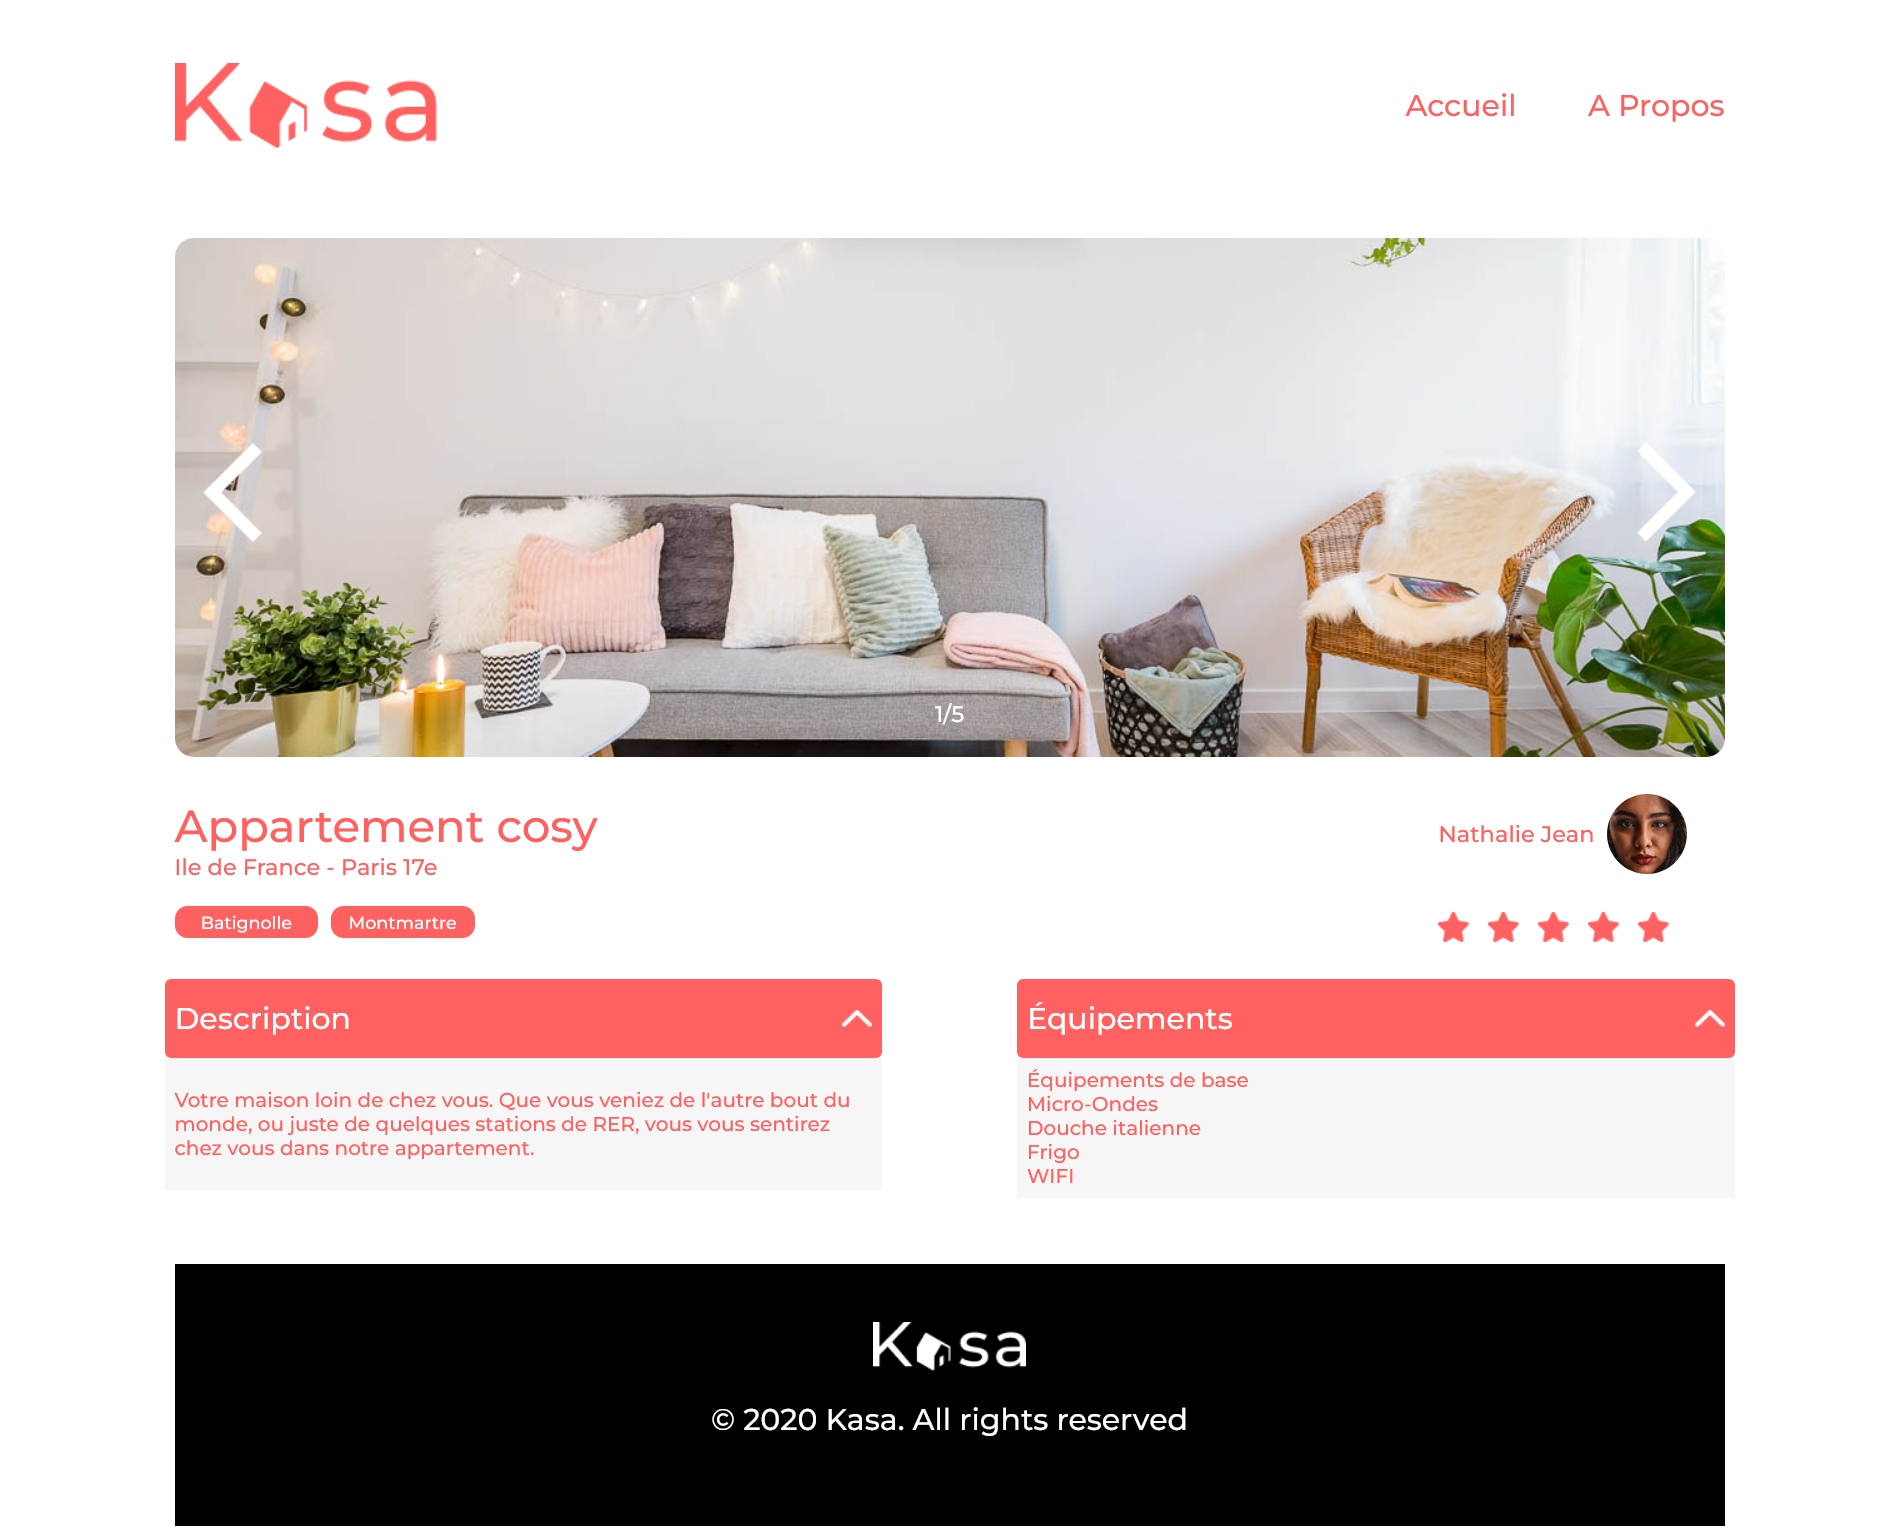 Kasa
Accueil
A Propos
1/5
Appartement cosy
Ile de France - Paris 17e
Batignolle
Montmartre
Nathalie Jean
Description
Votre maison loin de chez vous. Que vous veniez de l'autre bout du
monde, ou juste de quelques stations de RER, vous vous sentirez
chez vous dans notre appartement.
Équipements
Équipements de base
Micro-Ondes
Douche italienne
Frigo
WIFI
Kasa
© 2020 Kasa. All rights reserved